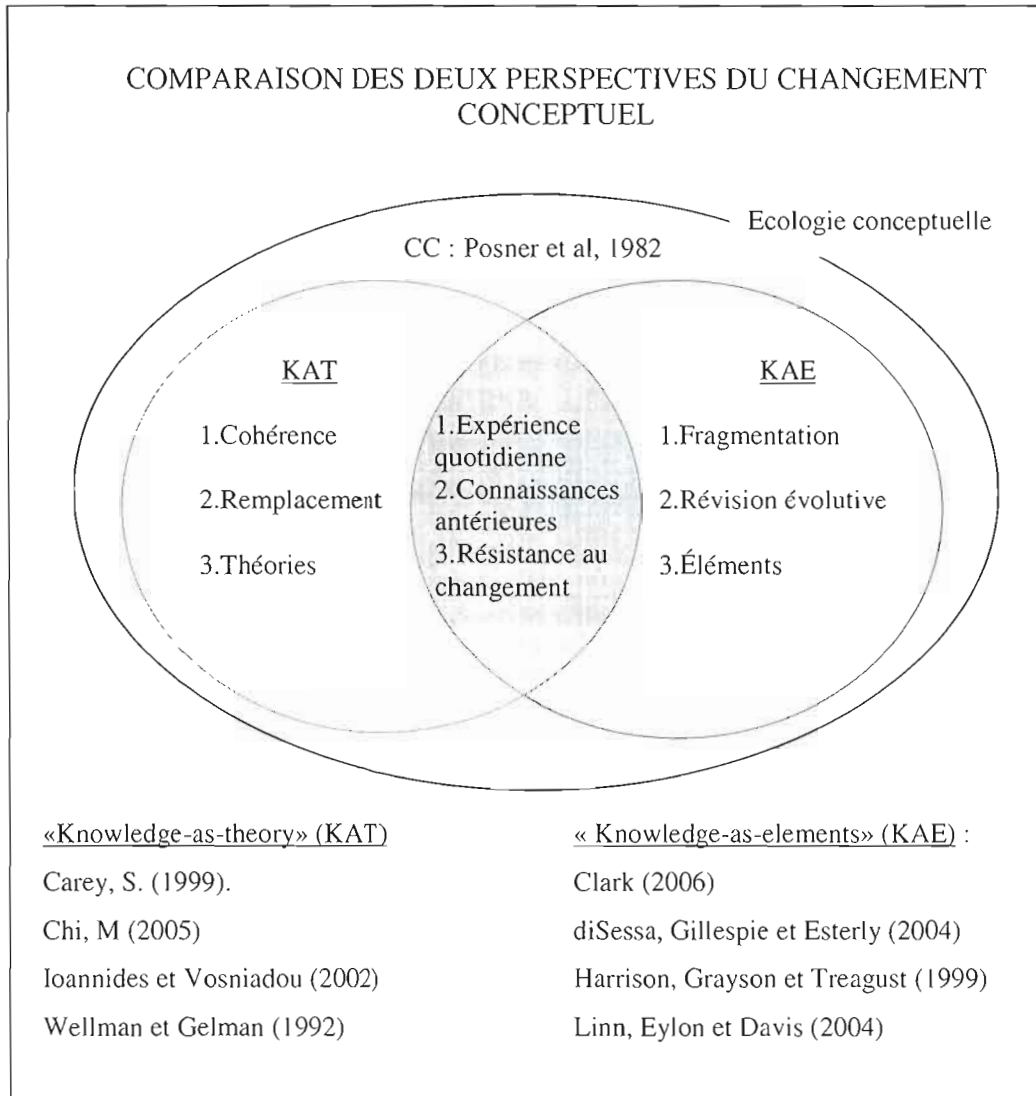 COMPARAISON DES DEUX PERSPECTIVES DU CHANGEMENT
CONCEPTUEL
Ecologie conceptuelle
CC : Posner et al, 1982
KAT
1.Cohérence
2.Remplacement
3.Théories
1.Expérience
quotidienne
2.Connaissances
antérieures
3.Résistance au
changement
KAE
1.Fragmentation
2.Révision évolutive
3.Éléments
«Knowledge-as-theory» (KAT)
Carey, S. (1999).
Chi, M (2005)
Ioannides et Vosniadou (2002)
Wellman et Gelman (1992)
« Knowledge-as-elements» (KAE) :
Clark (2006)
diSessa, Gillespie et Esterly (2004)
Harrison, Grayson et Treagust (1999)
Linn, Eylon et Davis (2004)